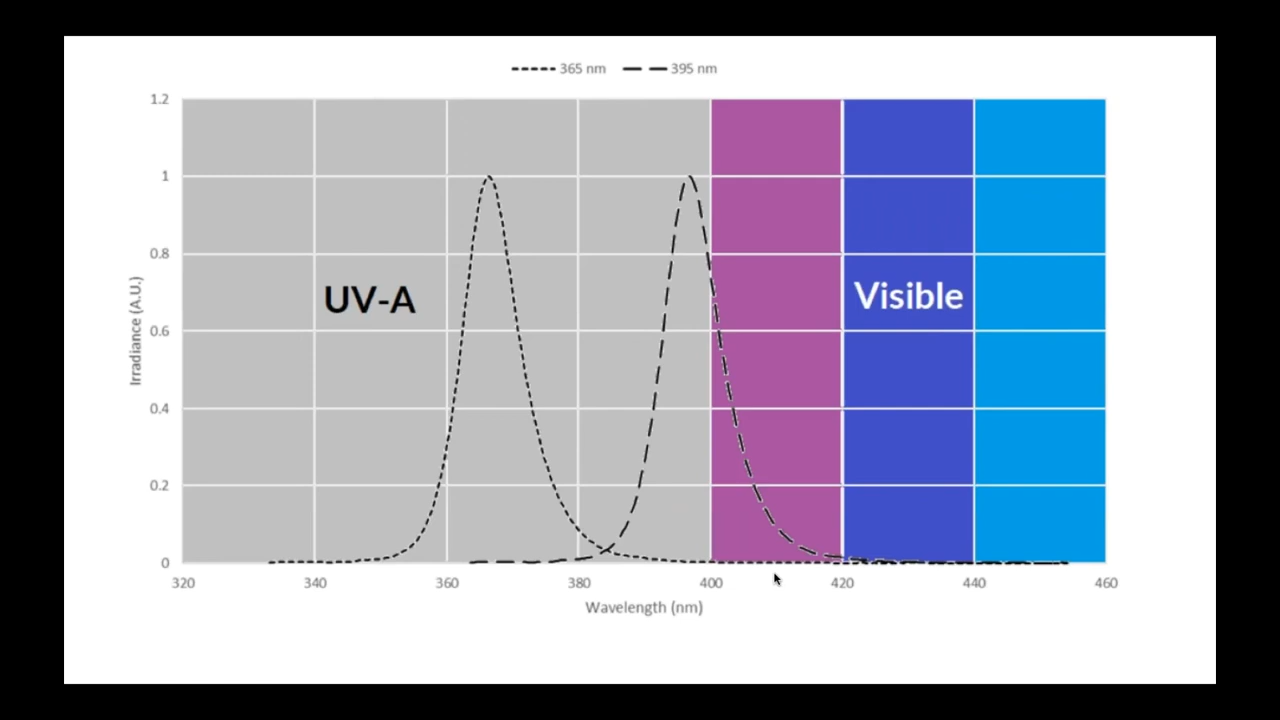 365 nm 395 nm
1.2
1
0.8
0.6
0.4
0.2
0
Irradiance (A.U.)
UV-A
Visible
320 340 360 380 400 420 440 460
Wavelength (nm)